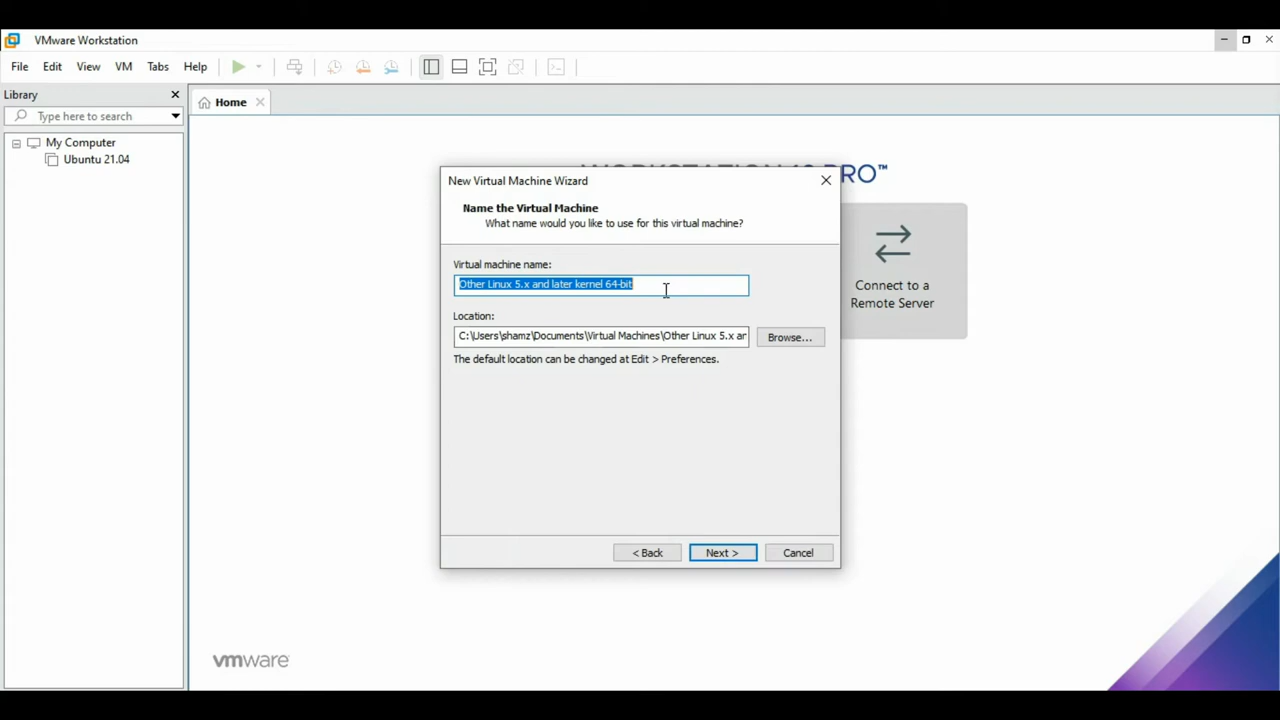 VMware Workstation
File Edit View VM Tabs Help
Library
Type here to search
My Computer
Ubuntu 21.04
Home
PRO™
New Virtual Machine Wizard
Name the Virtual Machine
What name would you like to use for this virtual machine?
Virtual machine name:
Other Linux 5.x and later kernel 64-bit
Location:
C:\Users\shamz\Documents\Virtual Machines\Other Linux 5.x ar
Browse...
The default location can be changed at Edit > Preferences.
< Back Next > Cancel
Connect to a
Remote Server
vmware